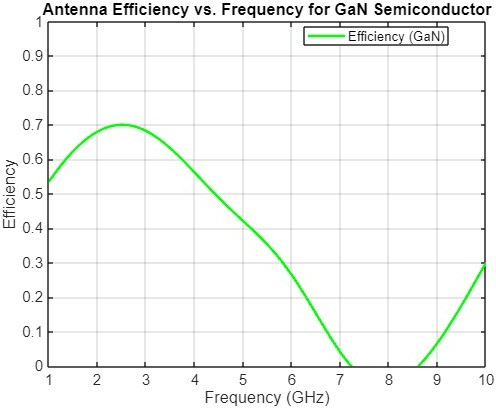 Antenna Efficiency vs. Frequency for GaN Semiconductor
Efficiency (GaN)
1
0.9
0.8
0.7
0.6
0.5
0.4
0.3
0.2
0.1
0
Efficiency
1 2 3 4 5 6 7 8 9 10
Frequency (GHz)